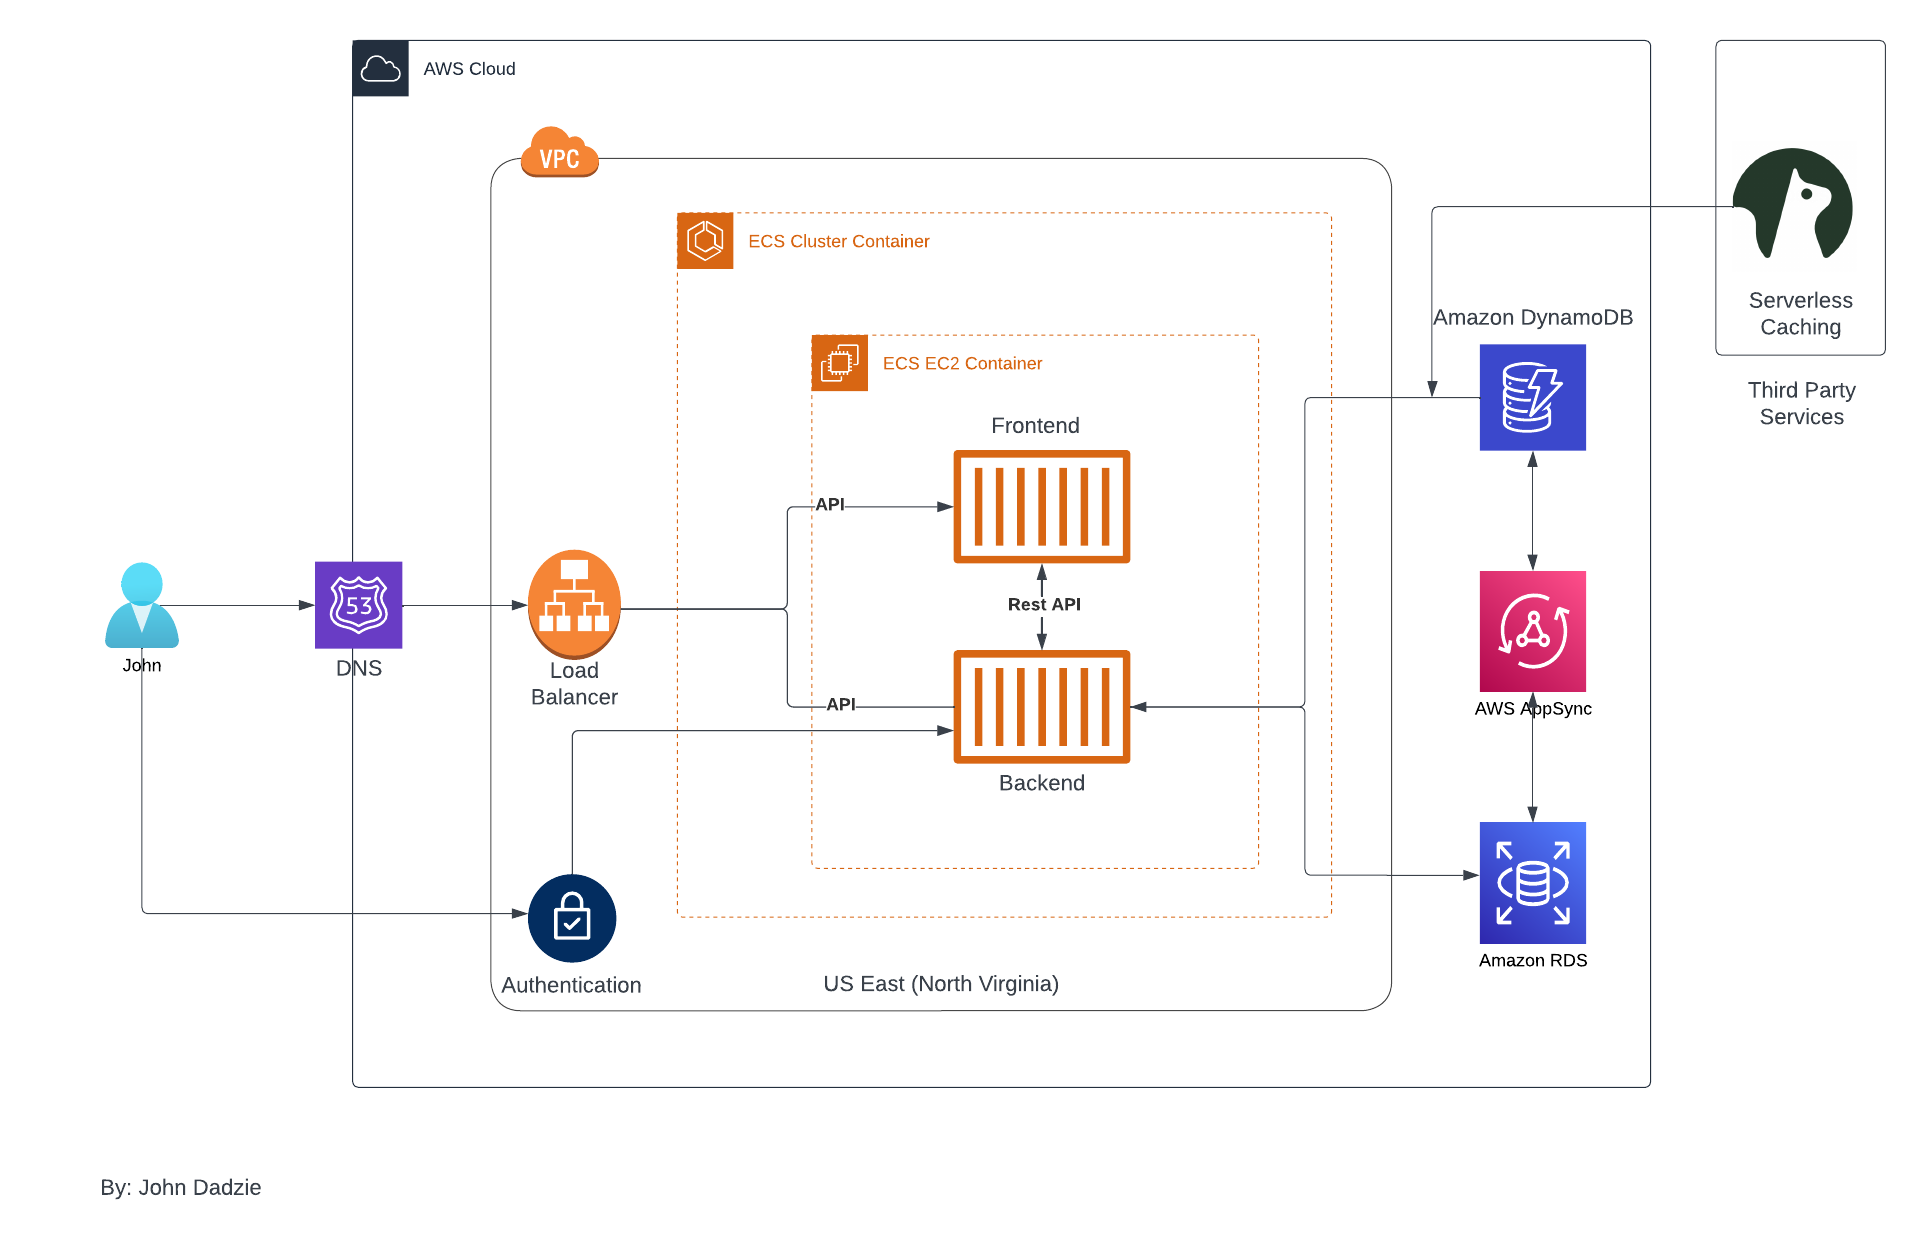 AWS Cloud
VPC
ECS Cluster Container
Serverless
Caching
Amazon DynamoDB
ECS EC2 Container
Third Party
Services
Frontend
API
53
Rest API
John
DNS
Load
Balancer
API
AWS AppSync
Backend
Amazon RDS
Authentication
US East (North Virginia)
By: John Dadzie